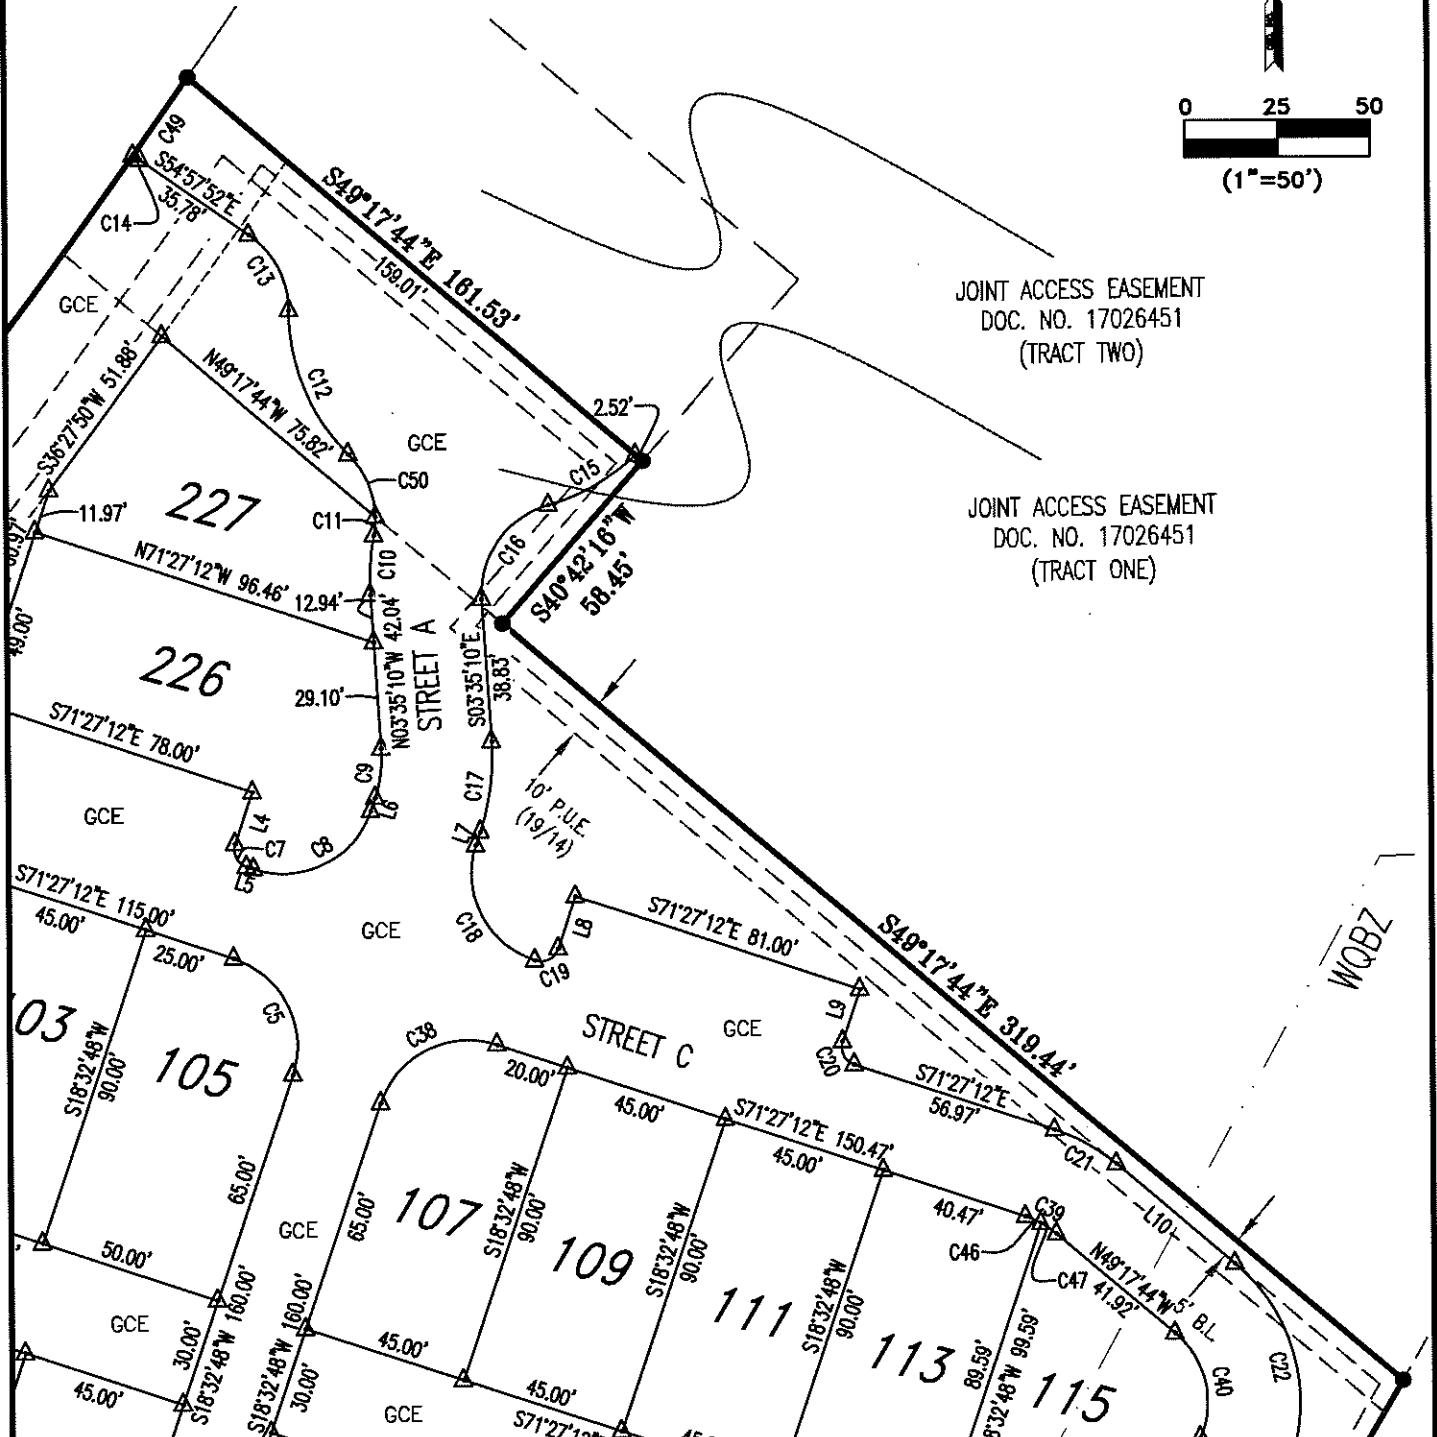 0 25 50
(1"=50')
C49
S54°57'52"E
35.78'
C14
C13
S49°17'44"E 161.53'
159.01'
GCE
JOINT ACCESS EASEMENT
DOC. NO. 17026451
(TRACT TWO)
S36°27'50"W 51.88'
N49°17'44"W 75.82'
C12
GCE
2.52'
C15
C50
11.97'
227
C11
C16
JOINT ACCESS EASEMENT
DOC. NO. 17026451
(TRACT ONE)
S40°42'16"W
58.45'
N71°27'12"W 96.46'
C10
12.94'
49.00'
226
N03°35'10"W 42.04'
STREET A
S03°35'10"E
38.83'
29.10'
S71°27'12"E 78.00'
C9
L6
C17
10' P.U.E.
(19/14)
GCE
L4
C7
C8
L5
L7
S71°27'12"E 115.00'
45.00'
25.00'
GCE
C18
C19
L8
S71°27'12"E 81.00'
S49°17'44"E 319.44'
WQBZ
L9
C20
03
S18°32'48"W
90.00'
105
C5
C38
STREET C
GCE
20.00'
45.00'
S71°27'12"E
56.97'
S71°27'12"E 150.47'
45.00'
C21
L10
40.47'
C39
C46
C47
N49°17'44"W
41.92'
5' B.L.
65.00'
GCE
65.00'
107
S18°32'48"W
90.00'
109
S18°32'48"W
90.00'
111
S18°32'48"W
90.00'
113
89.59'
S18°32'48"W 99.59'
115
C40
C22
50.00'
GCE
S18°32'48"W 160.00'
30.00'
45.00'
S18°32'48"W 160.00'
30.00'
45.00'
GCE
45.00'